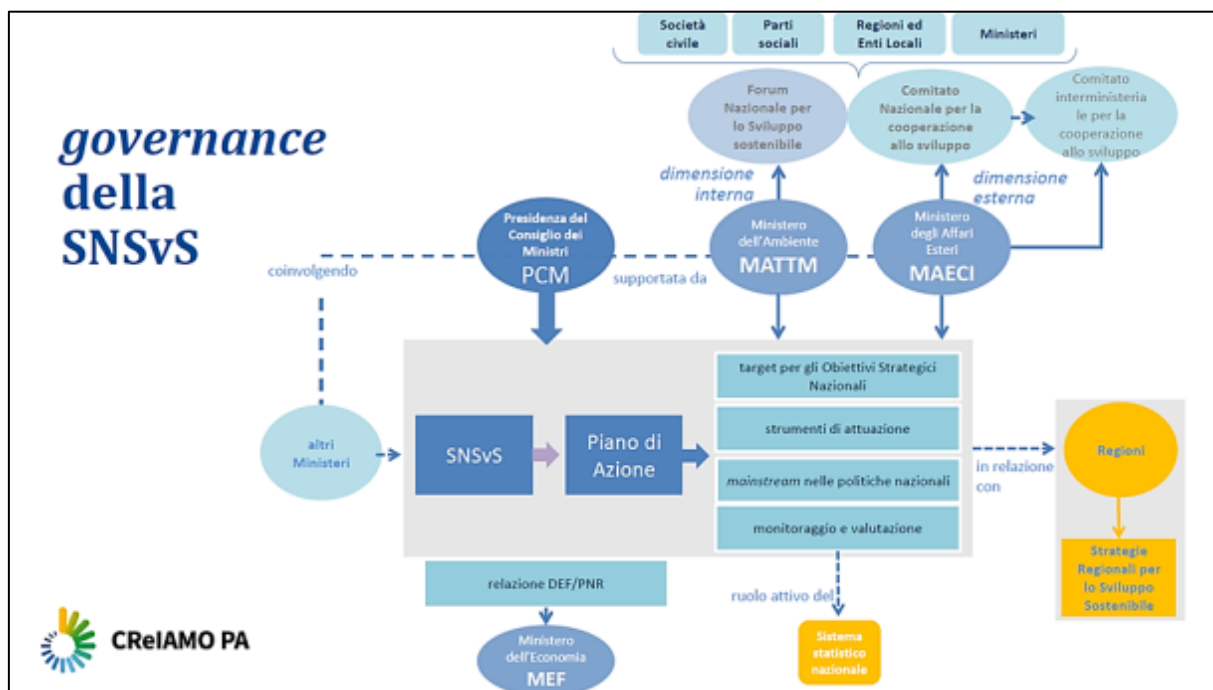 Società
civile
Parti
sociali
Regioni ed
Enti Locali
Ministeri
governance
della
SNSvS
Forum
Nazionale per
lo Sviluppo
sostenibile
Comitato
Nazionale per la
cooperazione
allo sviluppo
Comitato
interministeria
le per la
cooperazione
allo sviluppo
dimensione
interna
dimensione
esterna
Presidenza del
Consiglio dei
Ministri
PCM
Ministero
dell'Ambiente
MATTM
Ministero
degli Affari
Esteri
MAECI
coinvolgendo
supportata da
target per gli Obiettivi Strategici
Nazionali
strumenti di attuazione
mainstream nelle politiche nazionali
monitoraggio e valutazione
altri
Ministeri
SNSvS
Piano di
Azione
in relazione
con
Regioni
Strategie
Regionali per
lo Sviluppo
Sostenibile
relazione DEF/PNR
ruolo attivo del
Ministero
dell'Economia
MEF
Sistema
statistico
nazionale
CReIAMO PA